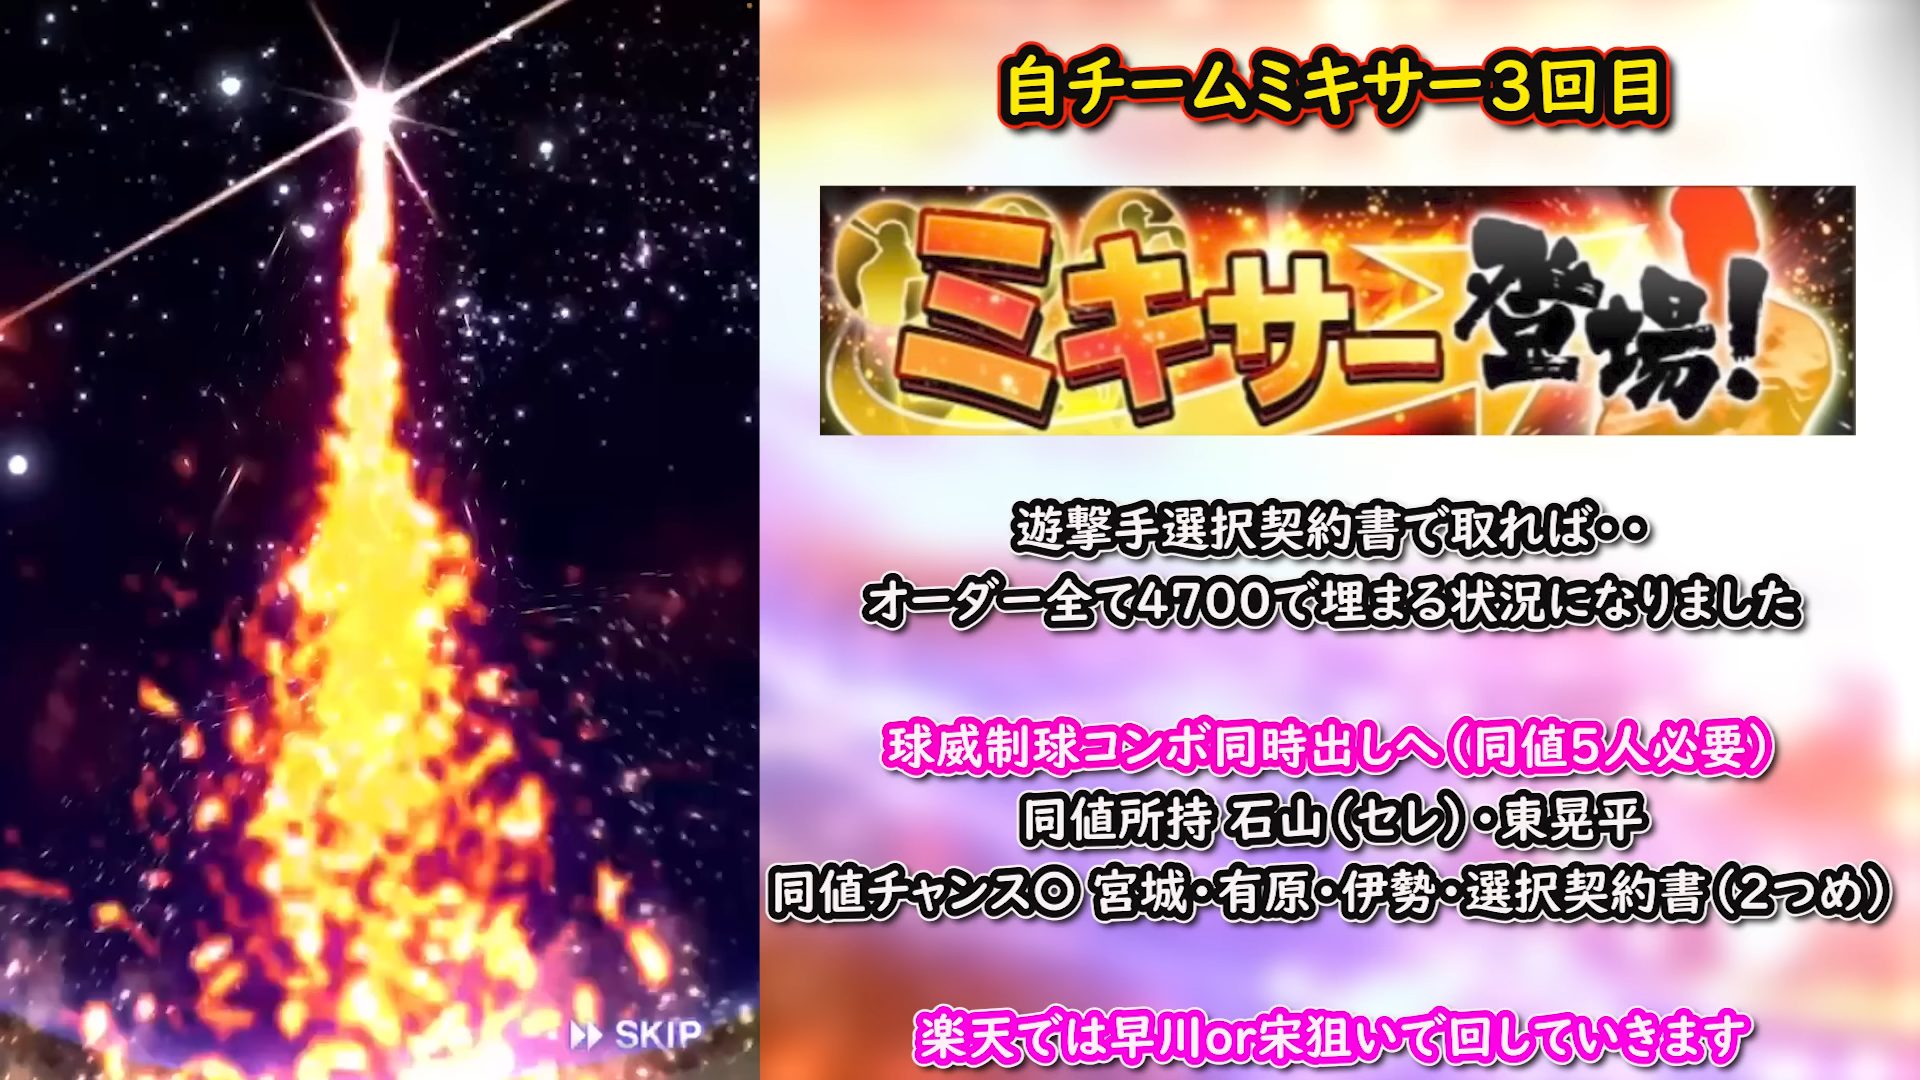 自チームミキサー3回目
ミキサー登場!
遊撃手選択契約書で取れば・・
オーダー全て4700で埋まる状況になりました
球威制球コンボ同時出しへ(同値5人必要)
同値所持 石山(セレ)・東晃平
同値チャンス〇 宮城・有原・伊勢・選択契約書(2つめ)
SKIP
楽天では早川or宋狙いで回していきます